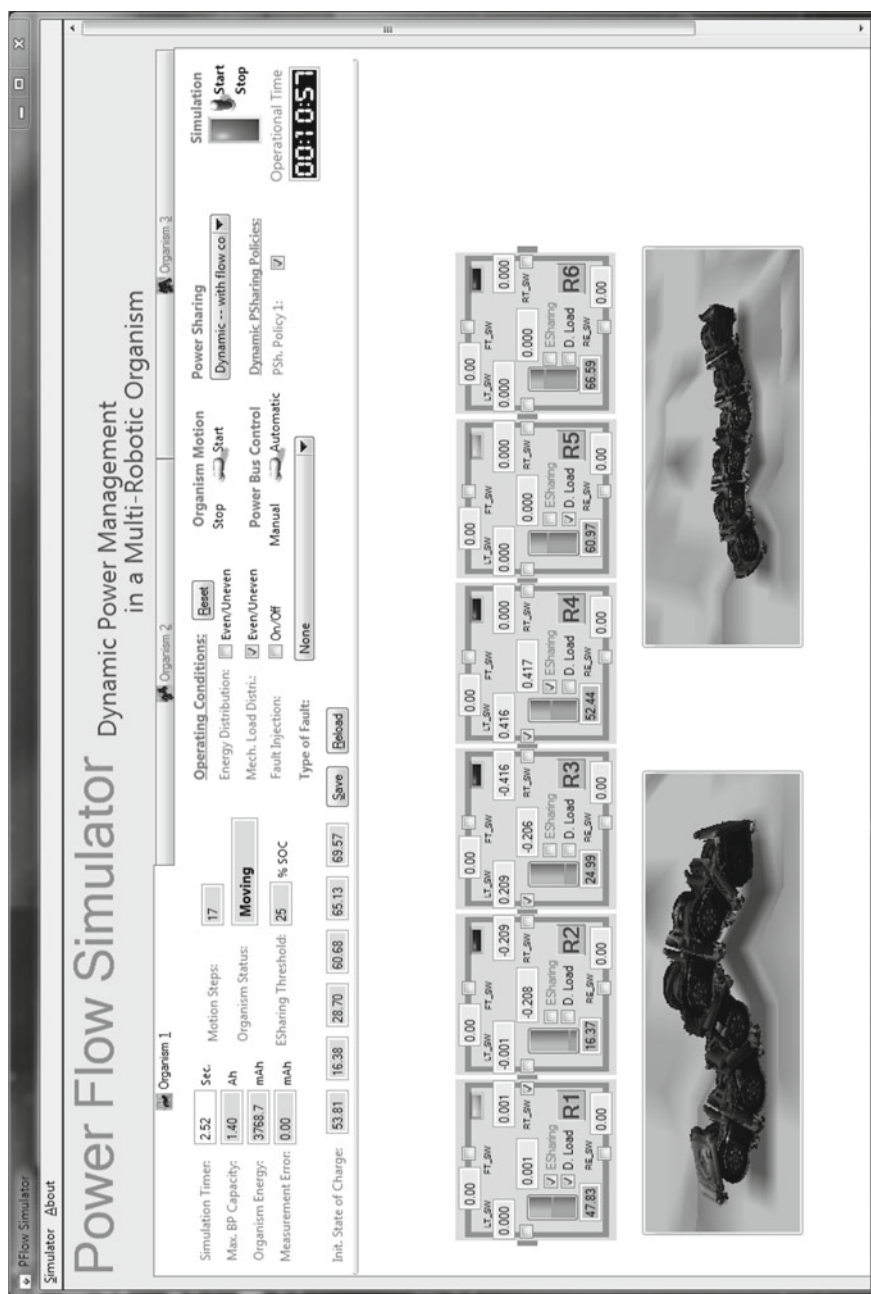 PFlow Simulator
Simulator About
Power Flow Simulator
Dynamic Power Management
in a Multi-Robotic Organism
Organism 1
Organism 2
Organism 3
Simulation Timer: 2.52 Sec.
Max. BP Capacity: 1.40 Ah
Organism Energy: 3768.7 mAh
Measurement Error: 0.00 mAh
Motion Steps: 17
Organism Status:
Moving
ESharing Threshold: 25 % SOC
Init. State of Charge: 53.81 16.38 28.70 60.68 65.13 69.57 Save Reload
Operating Conditions: Reset
Energy Distribution: Even/Uneven
Mech. Load Distri.: Even/Uneven
Fault Injection: On/Off
Type of Fault: None
Organism Motion
Stop Start
Power Bus Control
Manual Automatic
Power Sharing
Dynamic -- with flow co
Dynamic PSharing Policies:
PSh. Policy 1:
Simulation
Start
Stop
Operational Time
00:10:57
0.00
FT_SW
LT_SW
0.000
0.001
0.001
RT_SW
ESharing
D. Load
47.83
RE_SW
R1
0.00
0.00
FT_SW
LT_SW
-0.001
-0.208
-0.209
RT_SW
ESharing
D. Load
16.37
RE_SW
R2
0.00
0.00
FT_SW
LT_SW
0.209
-0.206
-0.416
RT_SW
ESharing
D. Load
24.99
RE_SW
R3
0.00
0.00
FT_SW
LT_SW
0.416
0.417
0.000
RT_SW
ESharing
D. Load
52.44
RE_SW
R4
0.00
0.00
FT_SW
LT_SW
0.000
0.000
0.000
RT_SW
ESharing
D. Load
60.97
RE_SW
R5
0.00
0.00
FT_SW
LT_SW
0.000
0.000
0.000
RT_SW
ESharing
D. Load
66.59
RE_SW
R6
0.00